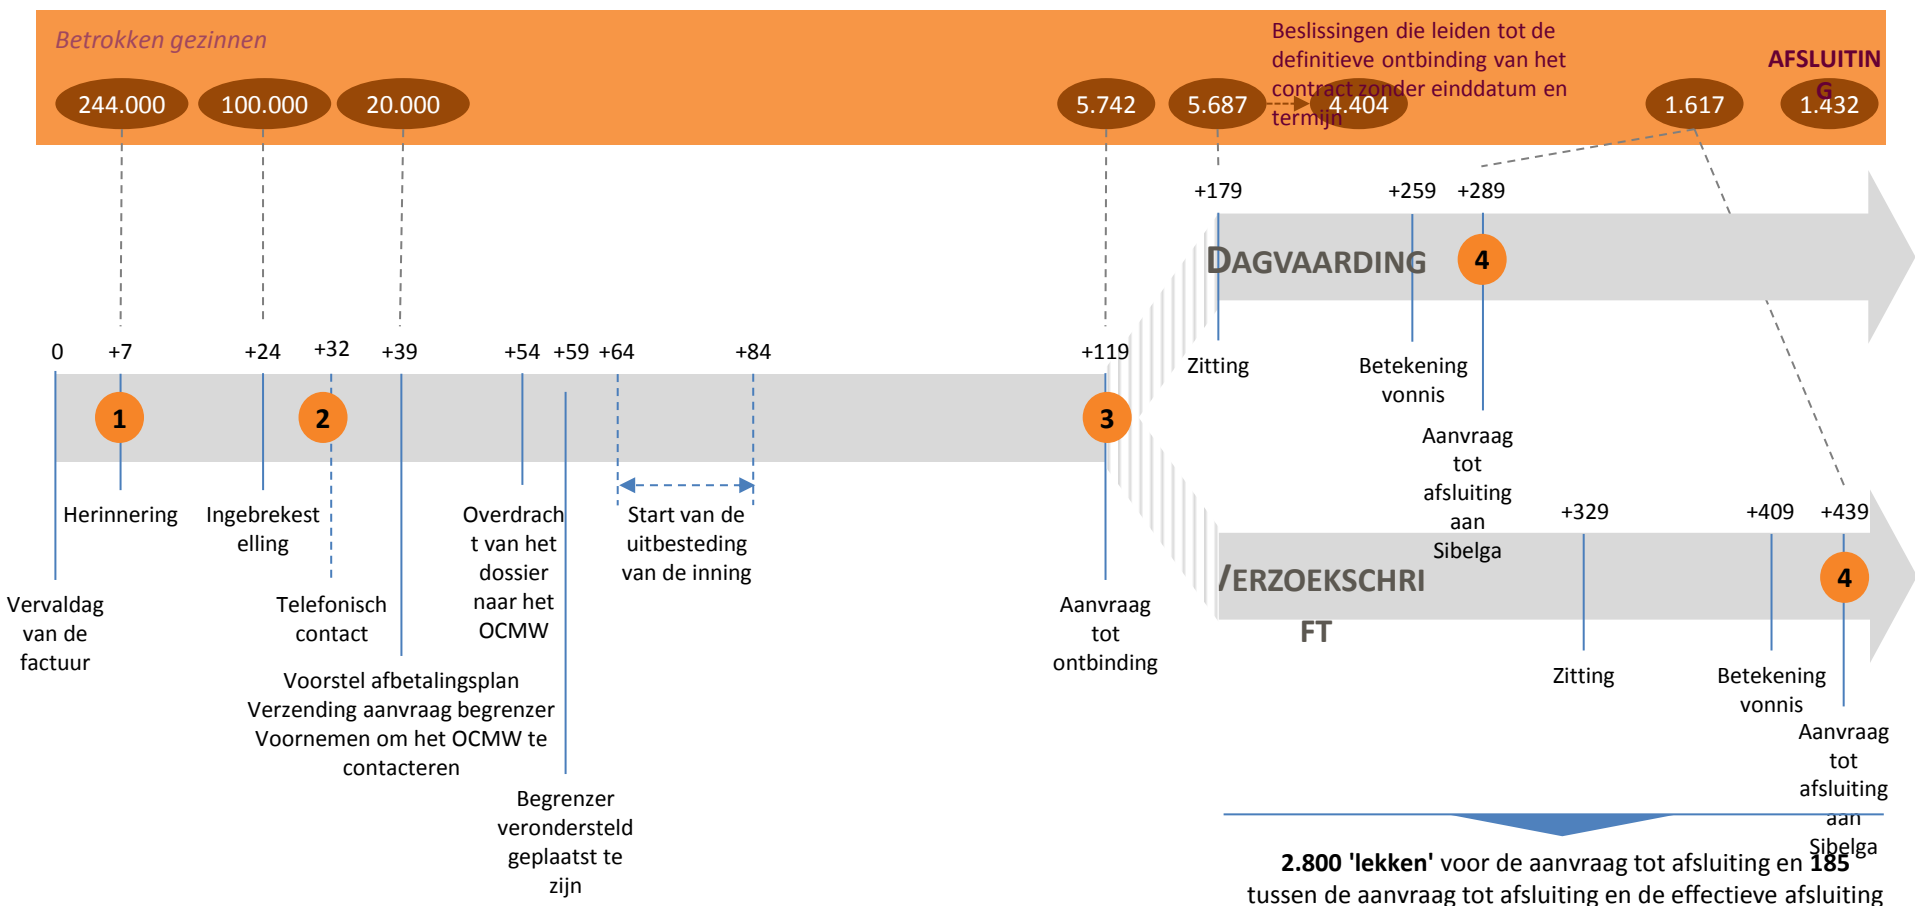 Betrokken gezinnen
Beslissingen die leiden tot de
definitieve ontbinding van het
contract zonder einddatum en
termijn
AFSLUITIN
G
244.000
100.000
20.000
5.742
5.687
4.404
1.617
1.432
+179
+259
+289
DAGVAARDING
4
Zitting
Betekening
vonnis
Aanvraag
tot
afsluiting
aan
Sibelga
0
+7
+24
+32
+39
+54
+59
+64
+84
+119
1
2
3
Herinnering
Ingebrekest
elling
Overdrach
t van het
dossier
naar het
OCMW
Start van de
uitbesteding
van de inning
Vervaldag
van de
factuur
Telefonisch
contact
Aanvraag
tot
ontbinding
Voorstel afbetalingsplan
Verzending aanvraag begrenzer
Voornemen om het OCMW te
contacteren
Begrenzer
verondersteld
geplaatst te
zijn
+329
+409
+439
VERZOEKSCHRI
FT
4
Zitting
Betekening
vonnis
Aanvraag
tot
afsluiting
aan
Sibelga
2.800 'lekken' voor de aanvraag tot afsluiting en 185
tussen de aanvraag tot afsluiting en de effectieve afsluiting